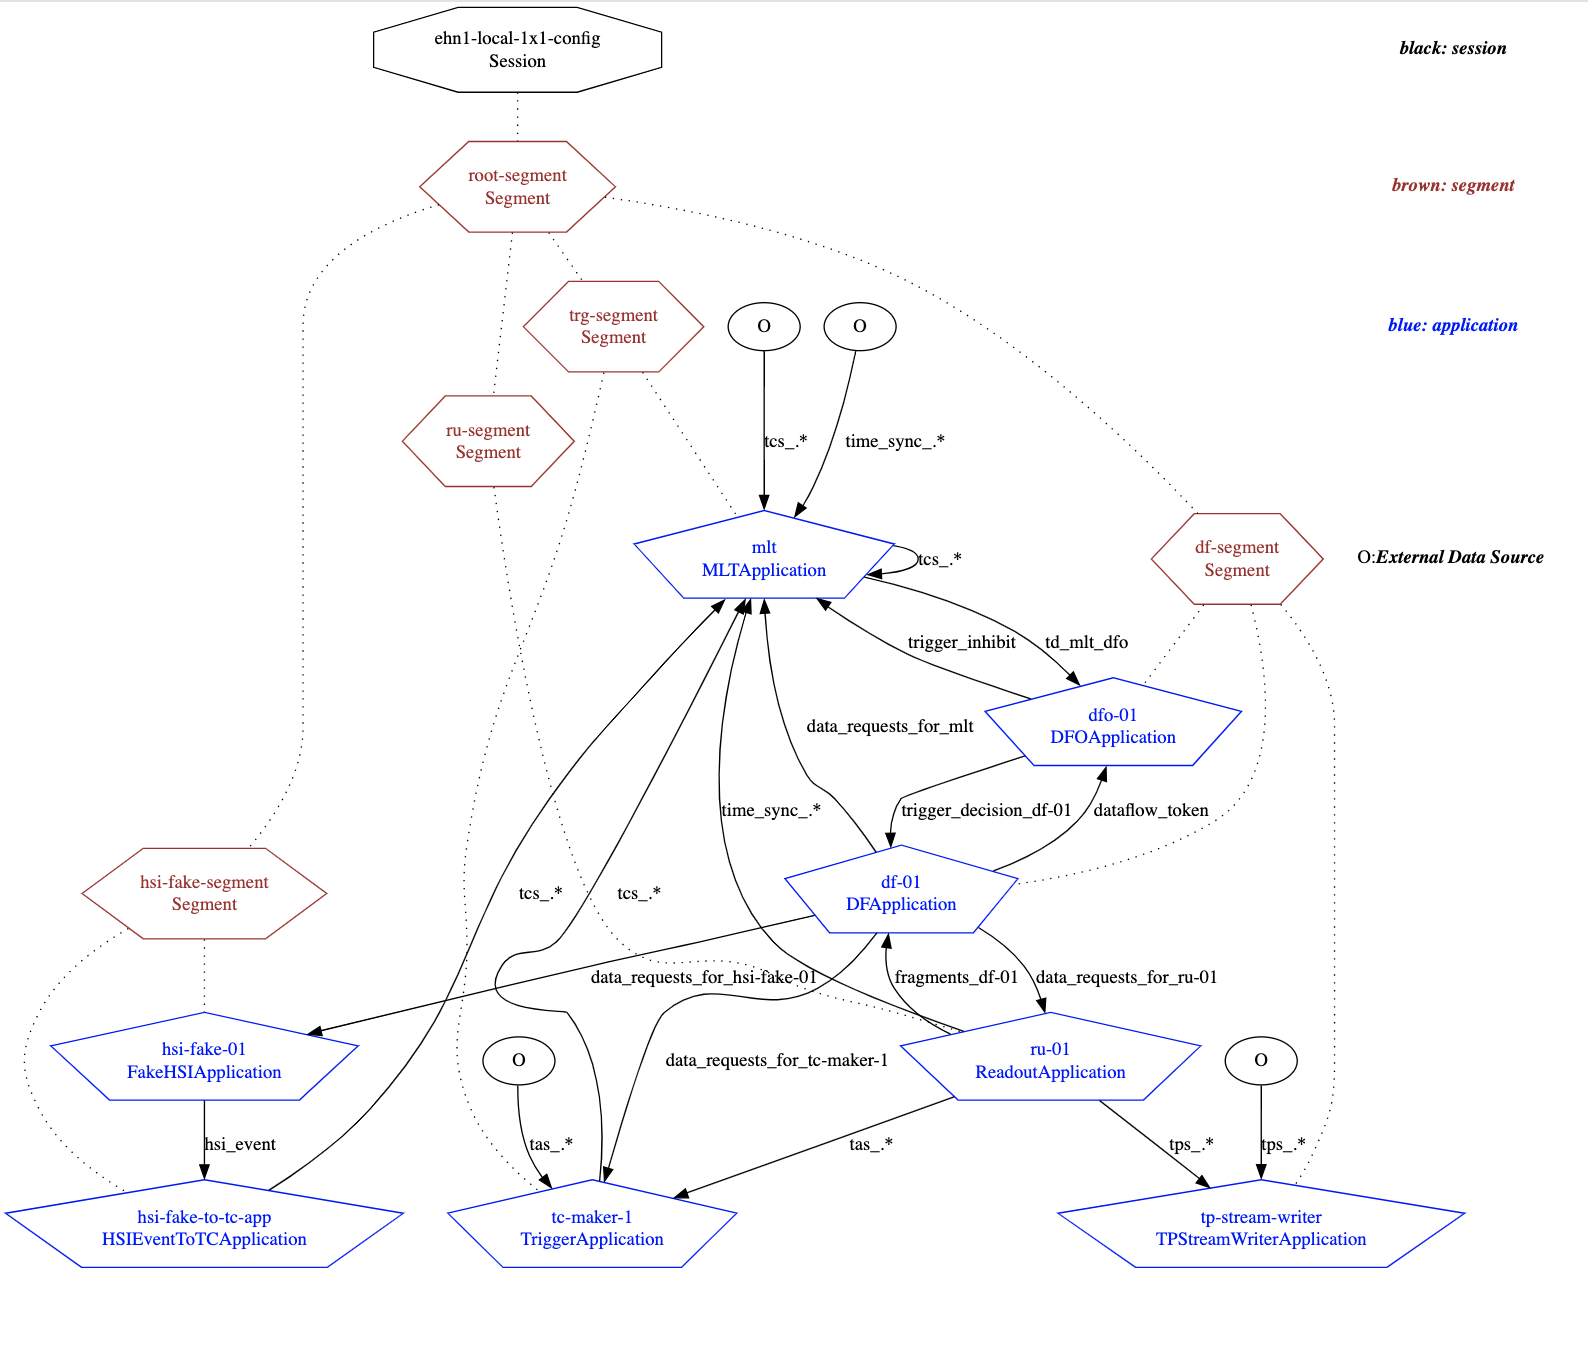 ehn1-local-1x1-config
Session
black: session
root-segment
Segment
brown: segment
trg-segment
Segment
O
O
blue: application
ru-segment
Segment
tcs_.*
time_sync_.*
mlt
MLTApplication
tcs_.*
df-segment
Segment
O:External Data Source
trigger_inhibit
td_mlt_dfo
data_requests_for_mlt
dfo-01
DFOApplication
time_sync_.*
trigger_decision_df-01
dataflow_token
hsi-fake-segment
Segment
tcs_.*
tcs_.*
df-01
DFApplication
data_requests_for_hsi-fake-01
fragments_df-01
data_requests_for_ru-01
hsi-fake-01
FakeHSIApplication
O
data_requests_for_tc-maker-1
ru-01
ReadoutApplication
O
hsi_event
tas_.*
tas_.*
tps_.*
tps_.*
hsi-fake-to-tc-app
HSIEventToTCApplication
tc-maker-1
TriggerApplication
tp-stream-writer
TPStreamWriterApplication